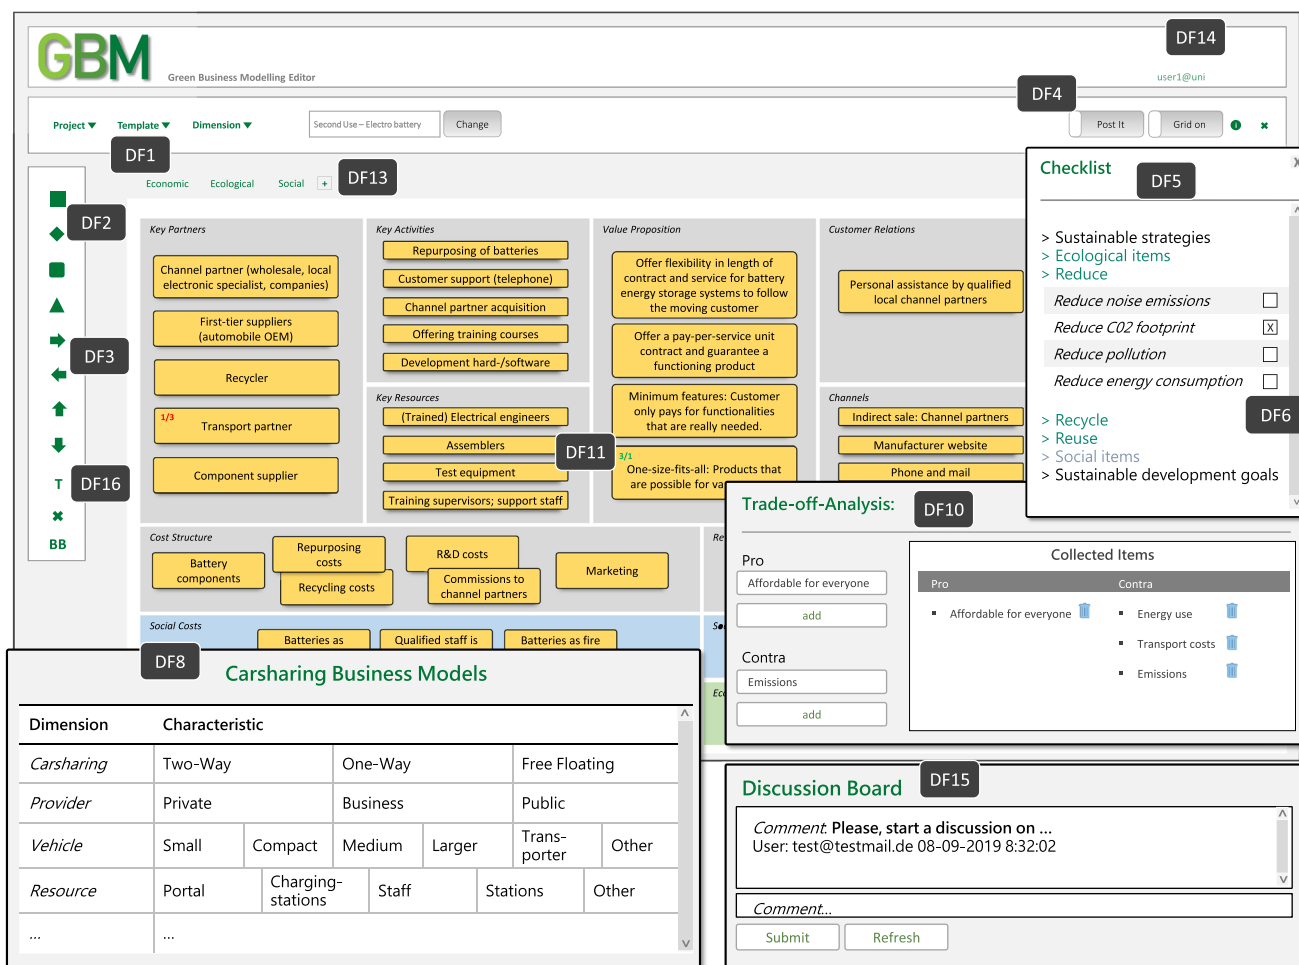 DF14
GBM
Green Business Modelling Editor
user1@uni
DF4
Project Template Dimension Second Use – Electro battery Change Post It Grid on i
DF1
Economic Ecological Social + DF13
DF2
DF3
DF16
T
BB
Key Partners
Channel partner (wholesale, local
electronic specialist, companies)
First-tier suppliers
(automobile OEM)
Recycler
1/3
Transport partner
Component supplier
Key Activities
Repurposing of batteries
Customer support (telephone)
Channel partner acquisition
Offering training courses
Development hard-/software
Key Resources
(Trained) Electrical engineers
Assemblers
DF11
Test equipment
Training supervisors; support staff
Value Proposition
Offer flexibility in length of
contract and service for battery
energy storage systems to follow
the moving customer
Offer a pay-per-service unit
contract and guarantee a
functioning product
Minimum features: Customer
only pays for functionalities
that are really needed.
3/1
One-size-fits-all: Products that
are possible for va
Customer Relations
Personal assistance by qualified
local channel partners
Channels
Indirect sale: Channel partners
Manufacturer website
Phone and mail
Cost Structure
Battery
components
Repurposing
costs
Recycling costs
R&D costs
Commissions to
channel partners
Marketing
Re
Social Costs
Batteries as
Qualified staff is
Batteries as fire
So
Ec
Checklist
X
DF5
> Sustainable strategies
> Ecological items
> Reduce
Reduce noise emissions
Reduce C02 footprint X
Reduce pollution
Reduce energy consumption
DF6
> Recycle
> Reuse
> Social items
> Sustainable development goals
Trade-off-Analysis:
DF10
Pro
Affordable for everyone
add
Contra
Emissions
add
Collected Items
Pro Contra
▪ Affordable for everyone ▪ Energy use
▪ Transport costs
▪ Emissions
DF8
Carsharing Business Models
Dimension Characteristic
Carsharing Two-Way One-Way Free Floating
Provider Private Business Public
Vehicle Small Compact Medium Larger Trans-
porter Other
Resource Portal Charging-
stations Staff Stations Other
... ...
Discussion Board
DF15
Comment: Please, start a discussion on ...
User: test@testmail.de 08-09-2019 8:32:02
Comment...
Submit Refresh